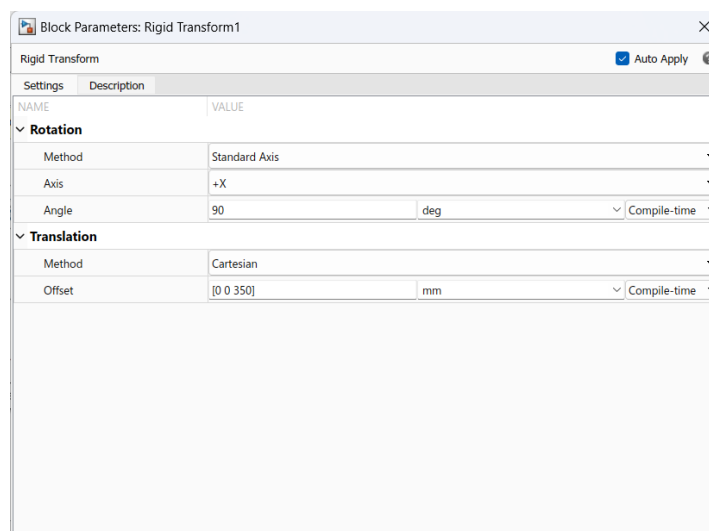 Block Parameters: Rigid Transform1
Rigid Transform Auto Apply
Settings Description
NAME VALUE
Rotation
Method Standard Axis
Axis +X
Angle 90 deg Compile-time
Translation
Method Cartesian
Offset [0 0 350] mm Compile-time